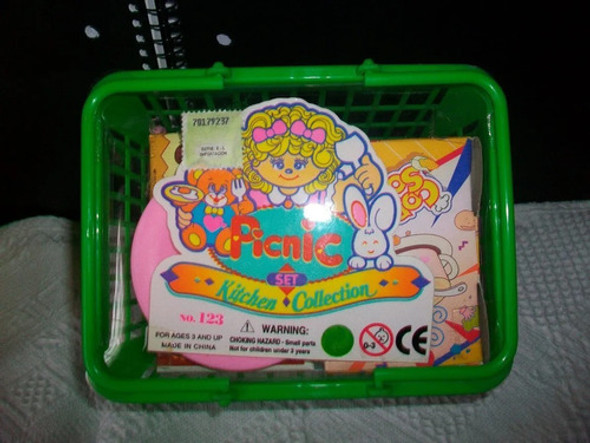 70179237
Picnic
SET
Kitchen Collection
No. 123
FOR AGES 3 AND UP
MADE IN CHINA
WARNING:
CHOKING HAZARD - Small parts
Not for children under 3 years
0-3
CE